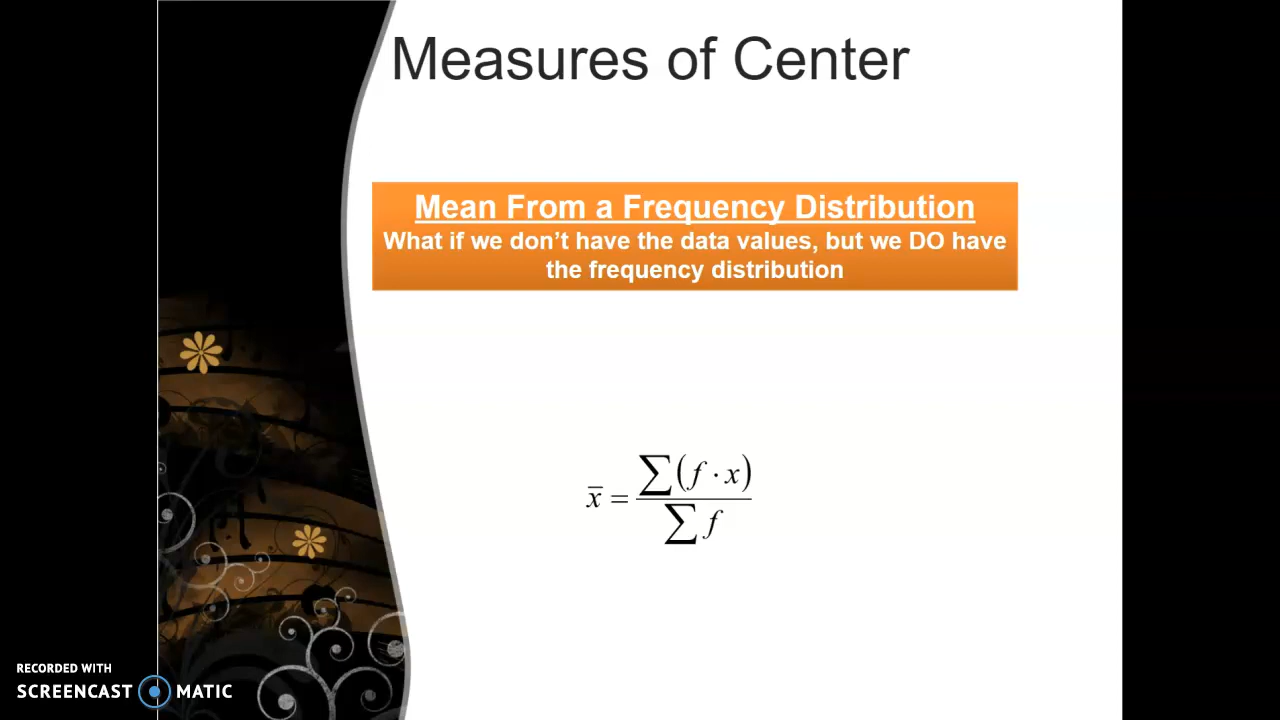 Measures of Center
Mean From a Frequency Distribution
What if we don’t have the data values, but we DO have
the frequency distribution
x̄ = ∑(f · x) / ∑f
RECORDED WITH
SCREENCAST MATIC